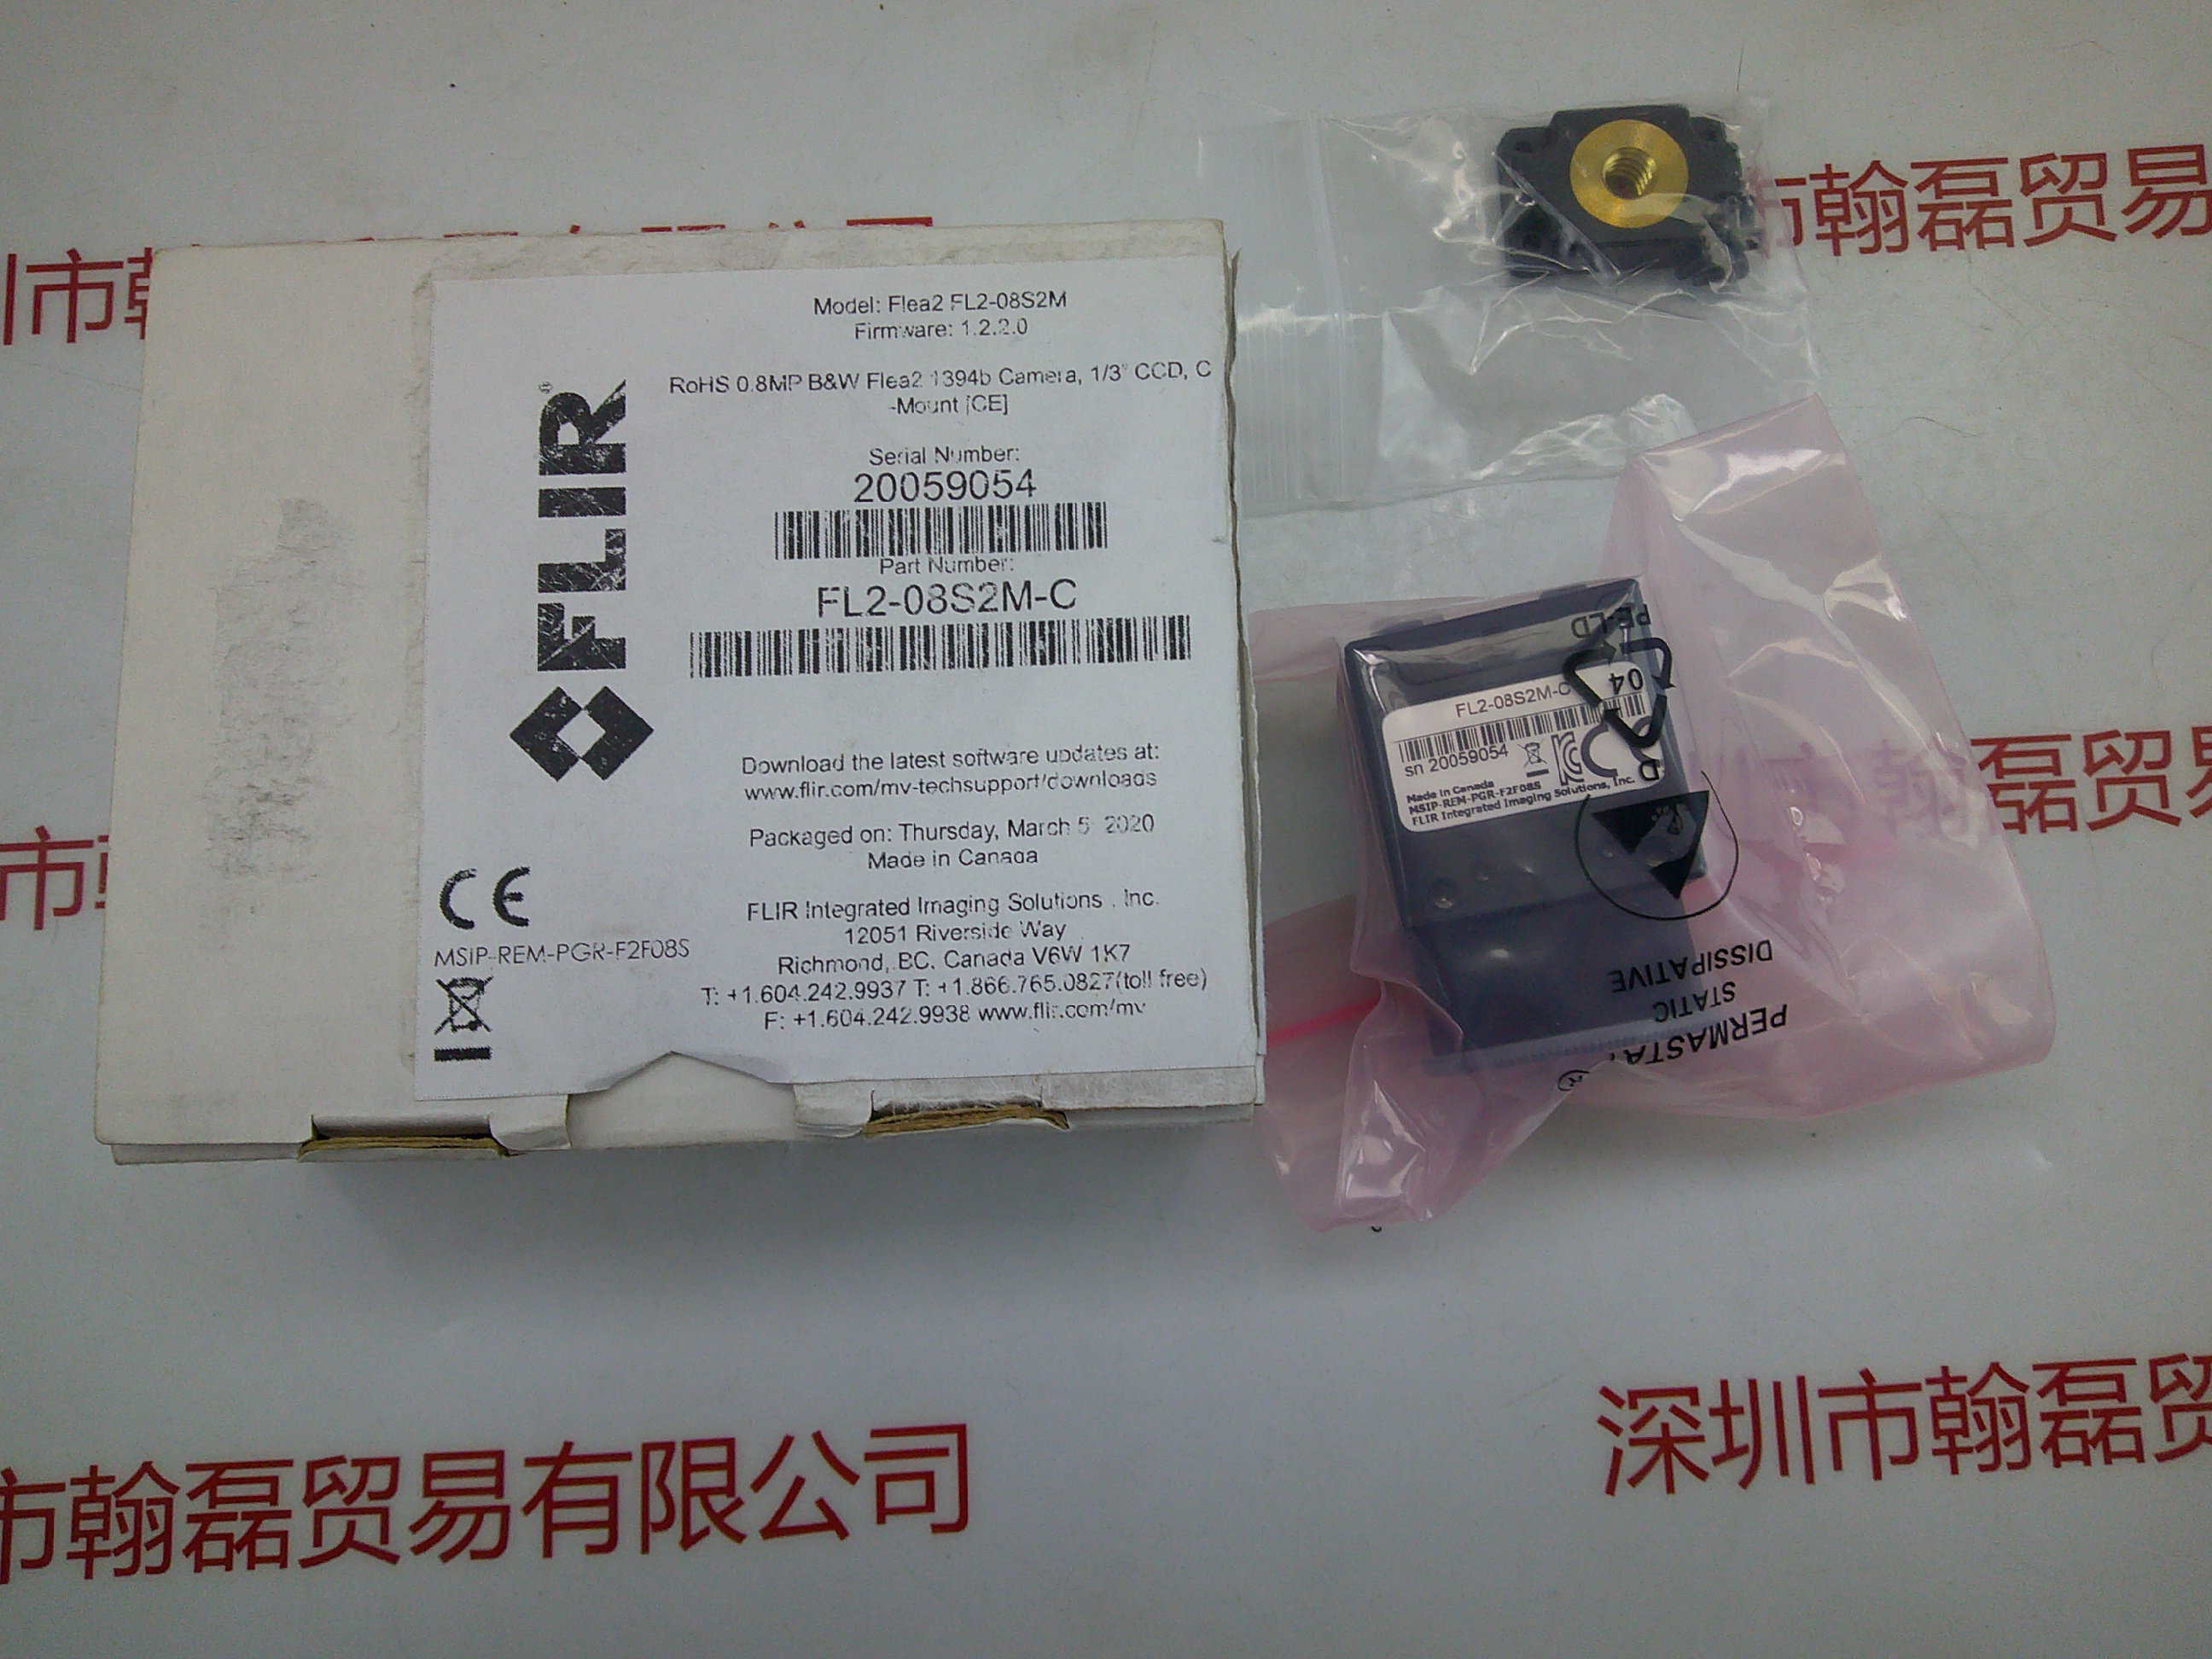 圳市
市翰磊贸易
Model: Flea2 FL2-08S2M
Firmware: 1.2.2.0
RoHS 0.8MP B&W Flea2 1394b Camera, 1/3" CCD, C
-Mount [CE]
Serial Number:
20059054
Part Number:
FL2-08S2M-C
FLIR®
Download the latest software updates at:
www.flir.com/mv-techsupport/downloads
Packaged on: Thursday, March 5, 2020
Made in Canada
CE
MSIP-REM-PGR-F2F08S
FLIR Integrated Imaging Solutions, Inc.
12051 Riverside Way
Richmond, BC, Canada V6W 1K7
T: +1.604.242.9937 T: +1.866.765.0827(toll free)
F: +1.604.242.9938 www.flir.com/mv
PE-LD
04
FL2-08S2M-C
sn 20059054
Made in Canada
MSIP-REM-PGR-F2F08S
FLIR Integrated Imaging Solutions, Inc.
DISSIPATIVE
STATIC
PERMASTAT
®
市
市翰磊贸易
市翰磊贸易有限公司
深圳市翰磊贸